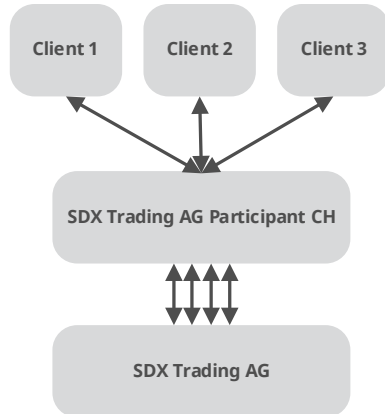 Client 1
Client 2
Client 3
SDX Trading AG Participant CH
SDX Trading AG